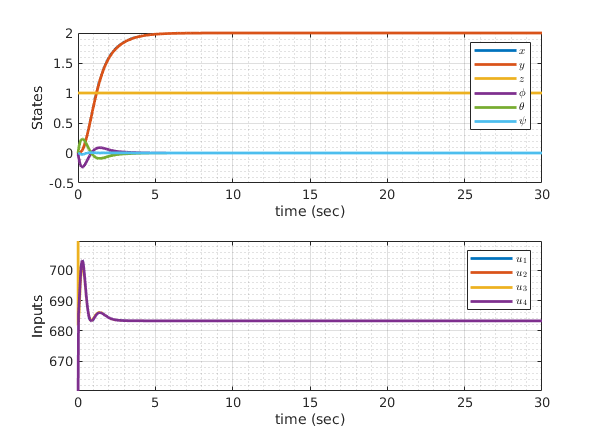 2
1.5
1
0.5
0
-0.5
States
0 5 10 15 20 25 30
time (sec)
x
y
z
ϕ
θ
ψ
700
690
680
670
Inputs
0 5 10 15 20 25 30
time (sec)
u₁
u₂
u₃
u₄